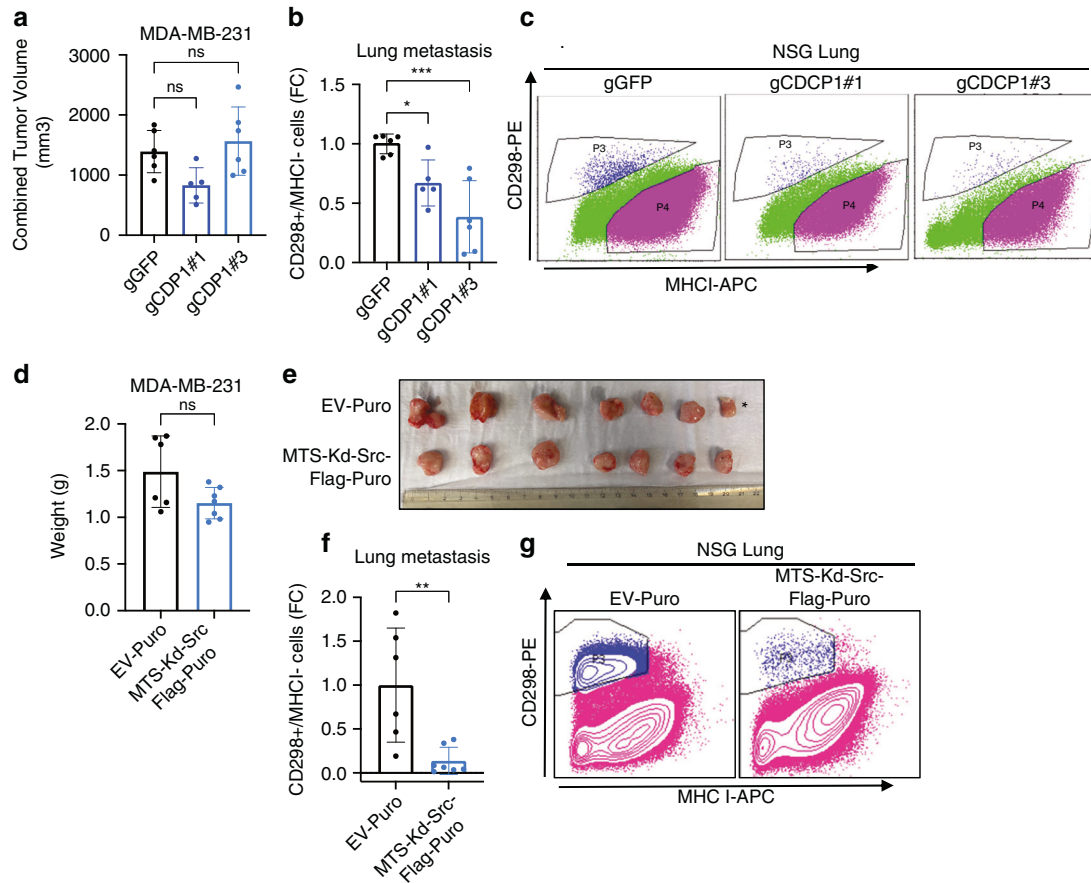 a
MDA-MB-231
ns
ns
Combined Tumor Volume
(mm3)
3000
2000
1000
0
gGFP
gCDP1#1
gCDP1#3
b
Lung metastasis
***
*
CD298+/MHCI- cells (FC)
1.5
1.0
0.5
0.0
gGFP
gCDP1#1
gCDP1#3
c
NSG Lung
gGFP
gCDCP1#1
gCDCP1#3
CD298-PE
P3
P4
P3
P4
P3
P4
MHCI-APC
d
MDA-MB-231
ns
Weight (g)
2.0
1.5
1.0
0.5
0.0
EV-Puro
MTS-Kd-Src
Flag-Puro
e
EV-Puro
*
MTS-Kd-Src-
Flag-Puro
f
Lung metastasis
**
CD298+/MHCI- cells (FC)
2.0
1.5
1.0
0.5
0.0
EV-Puro
MTS-Kd-Src-
Flag-Puro
g
NSG Lung
EV-Puro
MTS-Kd-Src-
Flag-Puro
CD298-PE
MHC I-APC